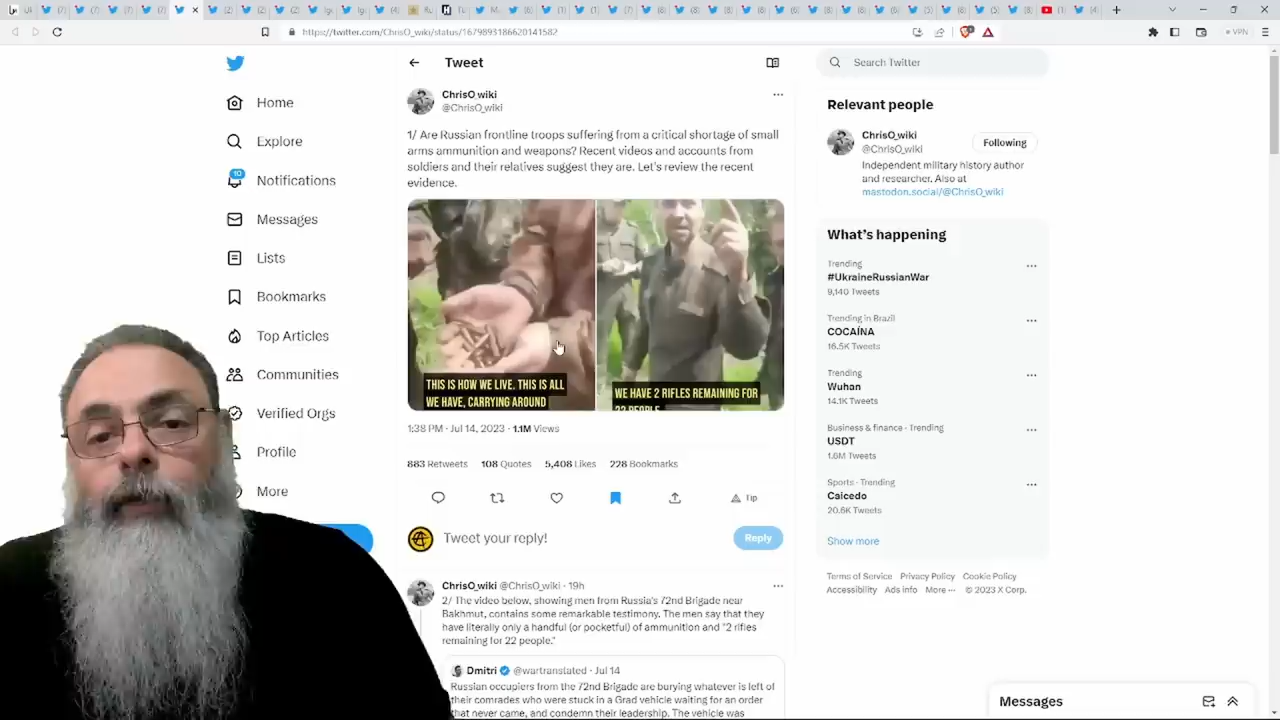 https://twitter.com/ChrisO_wiki/status/1679893186620141582
VPN
Home
Explore
10
Notifications
Messages
Lists
Bookmarks
Top Articles
Communities
Verified Orgs
Profile
More
Tweet
ChrisO_wiki
@ChrisO_wiki
1/ Are Russian frontline troops suffering from a critical shortage of small
arms ammunition and weapons? Recent videos and accounts from
soldiers and their relatives suggest they are. Let's review the recent
evidence.
THIS IS HOW WE LIVE. THIS IS ALL
WE HAVE, CARRYING AROUND
WE HAVE 2 RIFLES REMAINING FOR
22 PEOPLE
1:38 PM · Jul 14, 2023 · 1.1M Views
883 Retweets 108 Quotes 5,408 Likes 228 Bookmarks
Tip
Tweet your reply!
Reply
ChrisO_wiki @ChrisO_wiki · 19h
2/ The video below, showing men from Russia's 72nd Brigade near
Bakhmut, contains some remarkable testimony. The men say that they
have literally only a handful (or pocketful) of ammunition and "2 rifles
remaining for 22 people."
Dmitri @wartranslated · Jul 14
Russian occupiers from the 72nd Brigade are burying whatever is left of
their comrades who were stuck in a Grad vehicle waiting for an order
that never came, and condemn their leadership. The vehicle was
Search Twitter
Relevant people
ChrisO_wiki
@ChrisO_wiki
Following
Independent military history author
and researcher. Also at
mastodon.social/@ChrisO_wiki
What's happening
Trending
#UkraineRussianWar
9,140 Tweets
Trending in Brazil
COCAÍNA
16.5K Tweets
Trending
Wuhan
14.1K Tweets
Business & finance · Trending
USDT
1.6M Tweets
Sports · Trending
Caicedo
20.6K Tweets
Show more
Terms of Service Privacy Policy Cookie Policy
Accessibility Ads info More ··· © 2023 X Corp.
Messages